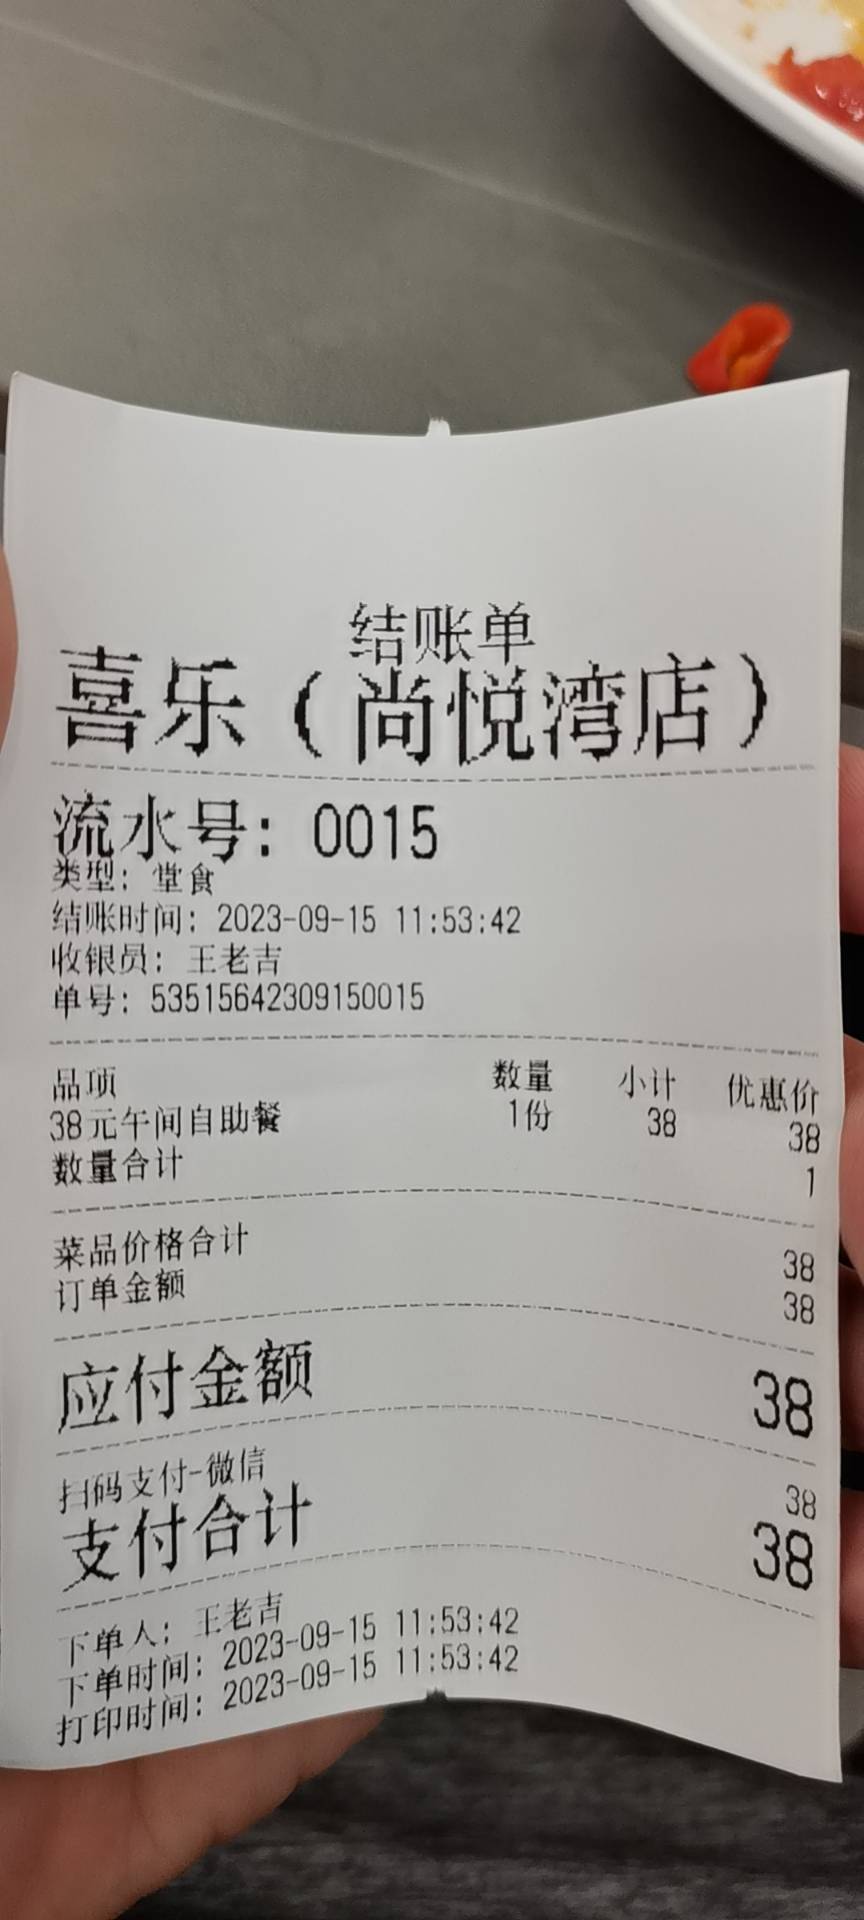 结账单
喜乐（尚悦湾店）
流水号: 0015
类型: 堂食
结账时间: 2023-09-15 11:53:42
收银员: 王老吉
单号: 535156423091500​15
品项 数量 小计 优惠价
38元午间自助餐 1份 38 38
数量合计 1
菜品价格合计 38
订单金额 38
应付金额 38
扫码支付-微信 38
支付合计 38
下单人: 王老吉
下单时间: 2023-09-15 11:53:42
打印时间: 2023-09-15 11:53:42